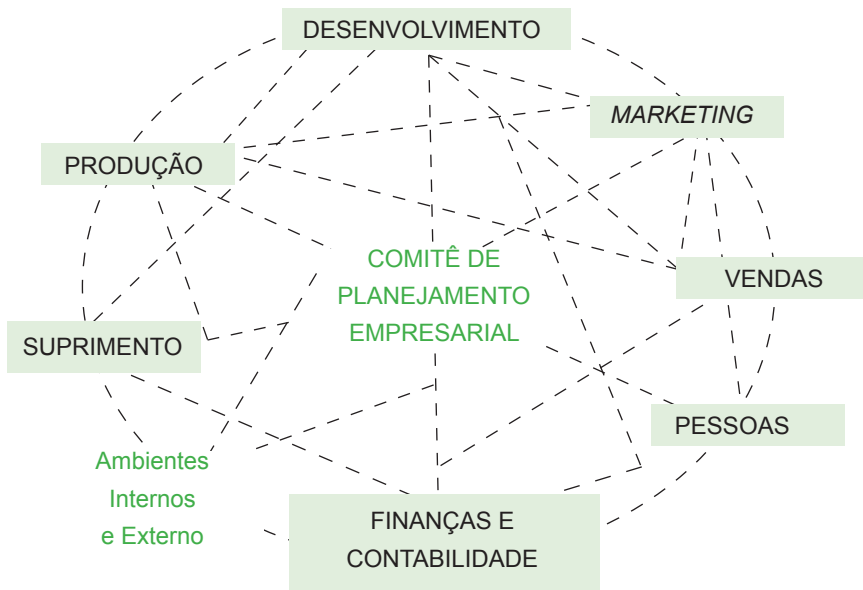 DESENVOLVIMENTO
MARKETING
PRODUÇÃO
COMITÊ DE
PLANEJAMENTO
EMPRESARIAL
VENDAS
SUPRIMENTO
PESSOAS
Ambientes
Internos
e Externo
FINANÇAS E
CONTABILIDADE